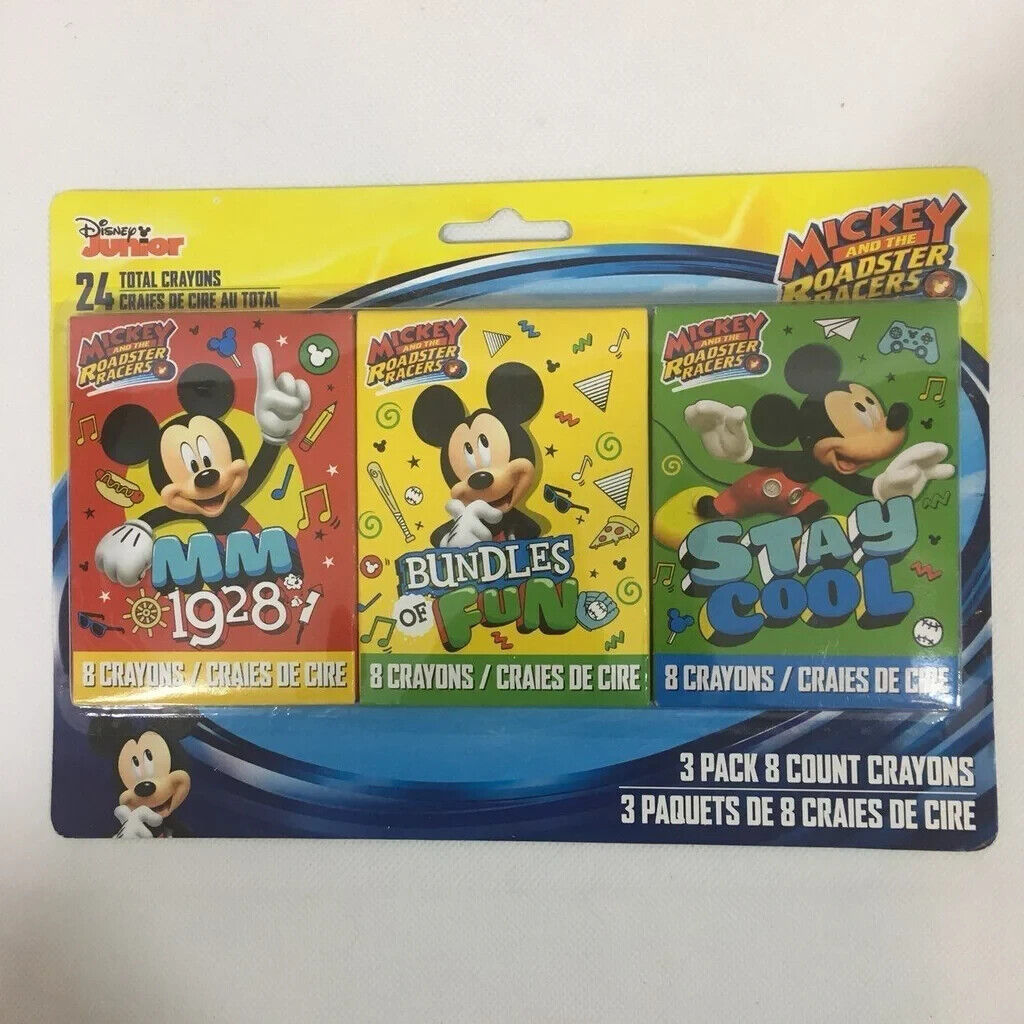 Disney
Junior
24 TOTAL CRAYONS
CRAIES DE CIRE AU TOTAL
MICKEY
AND THE
ROADSTER
RACERS
MICKEY
AND THE
ROADSTER
RACERS
MM
1928
8 CRAYONS / CRAIES DE CIRE
MICKEY
AND THE
ROADSTER
RACERS
BUNDLES
OF FUN
8 CRAYONS / CRAIES DE CIRE
MICKEY
AND THE
ROADSTER
RACERS
STAY
COOL
8 CRAYONS / CRAIES DE CIRE
3 PACK 8 COUNT CRAYONS
3 PAQUETS DE 8 CRAIES DE CIRE